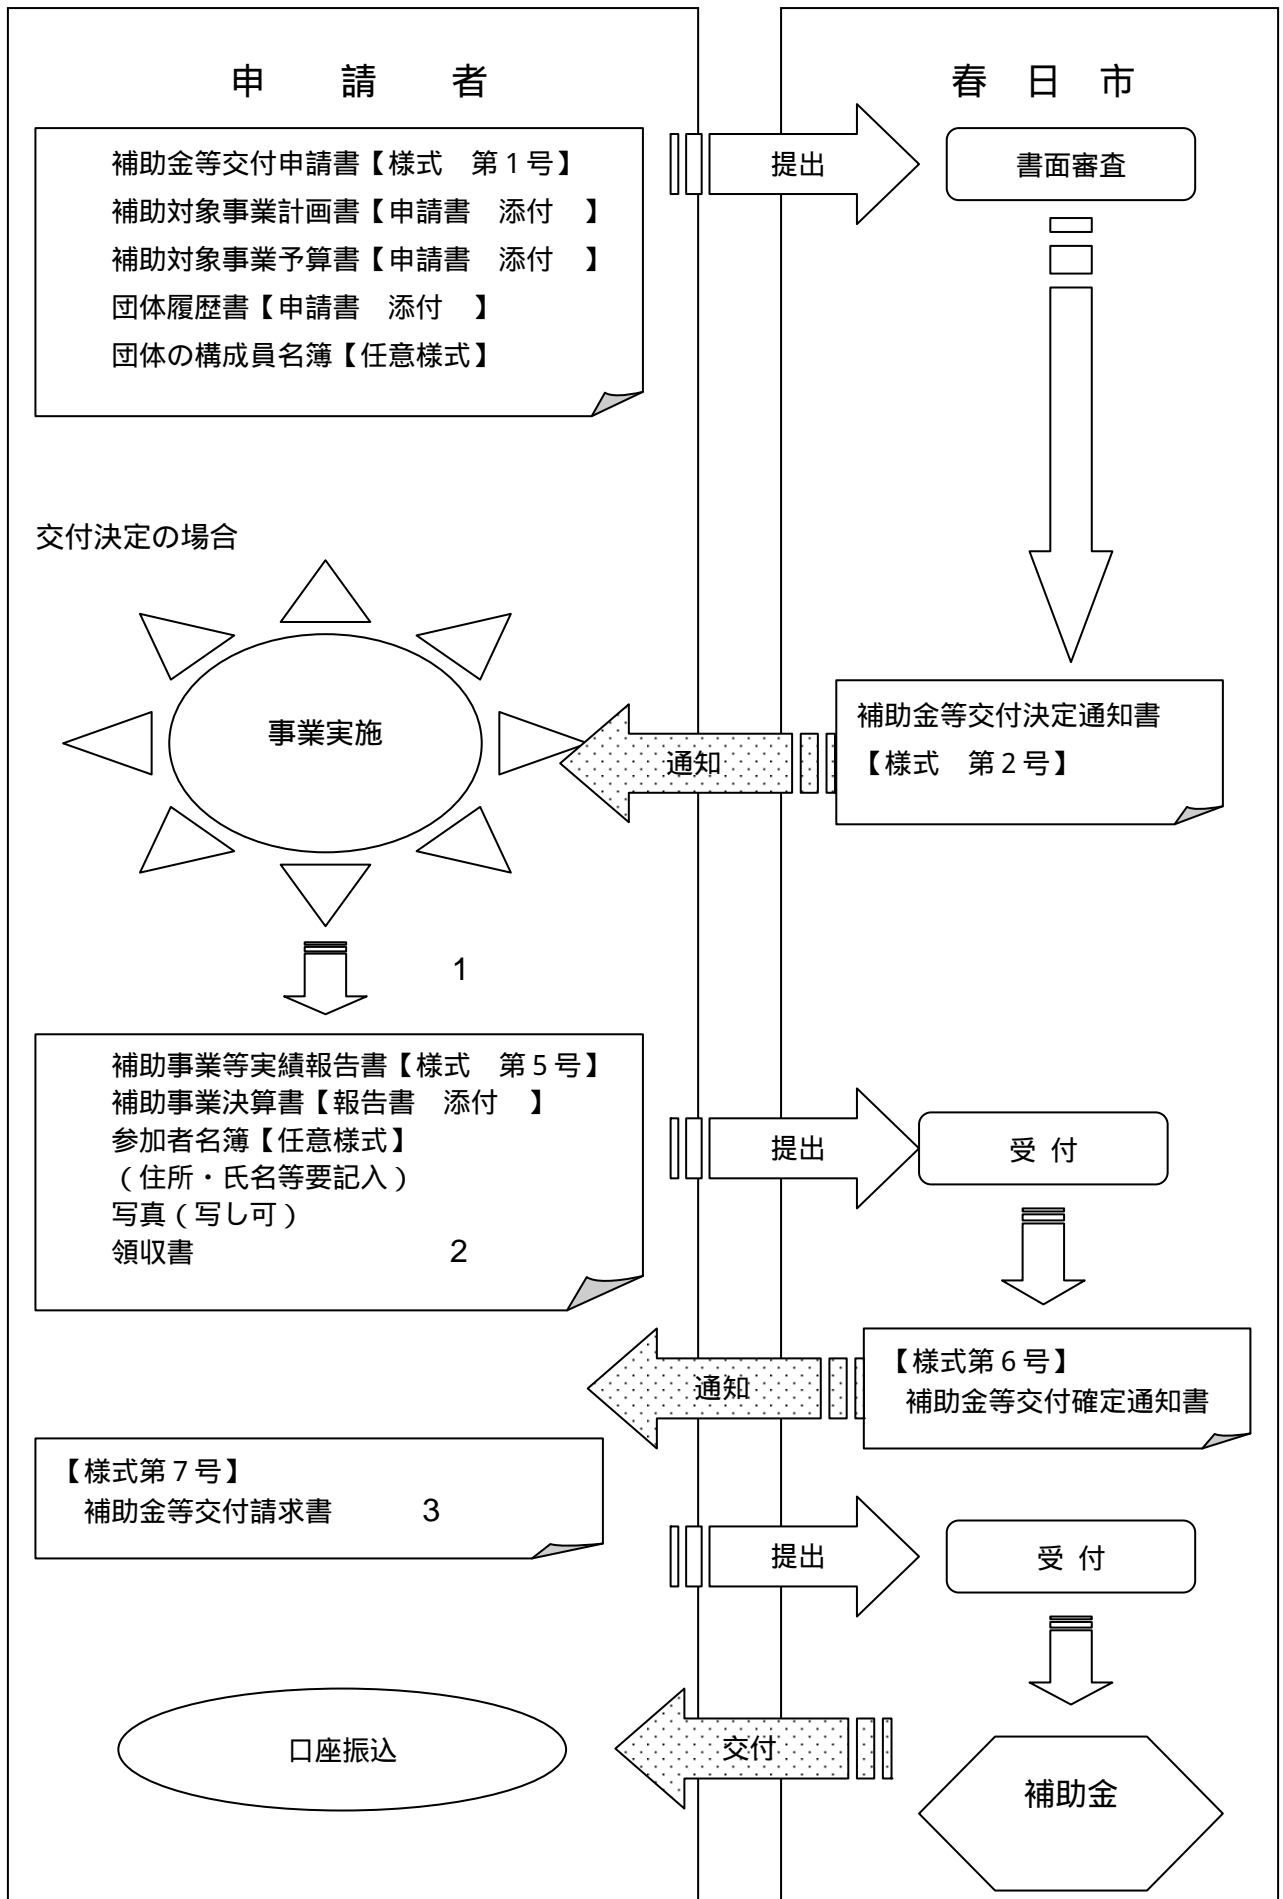 申　　請　　者
補助金等交付申請書【様式　第１号】
補助対象事業計画書【申請書　添付　】
補助対象事業予算書【申請書　添付　】
団体履歴書【申請書　添付　】
団体の構成員名簿【任意様式】
提出
春　日　市
書面審査
交付決定の場合
事業実施
通知
補助金等交付決定通知書
【様式　第２号】
1
補助事業等実績報告書【様式　第５号】
補助事業決算書【報告書　添付　】
参加者名簿【任意様式】
（住所・氏名等要記入）
写真（写し可）
領収書　　2
提出
受 付
通知
【様式第６号】
補助金等交付確定通知書
【様式第７号】
補助金等交付請求書　　3
提出
受 付
口座振込
交付
補助金